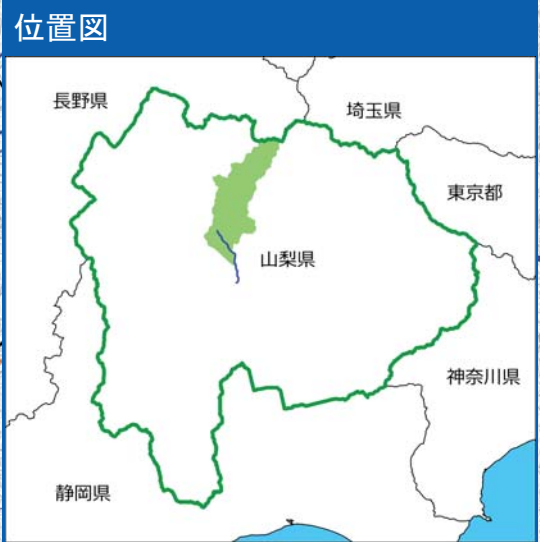 位置図
長野県
埼玉県
東京都
山梨県
神奈川県
静岡県